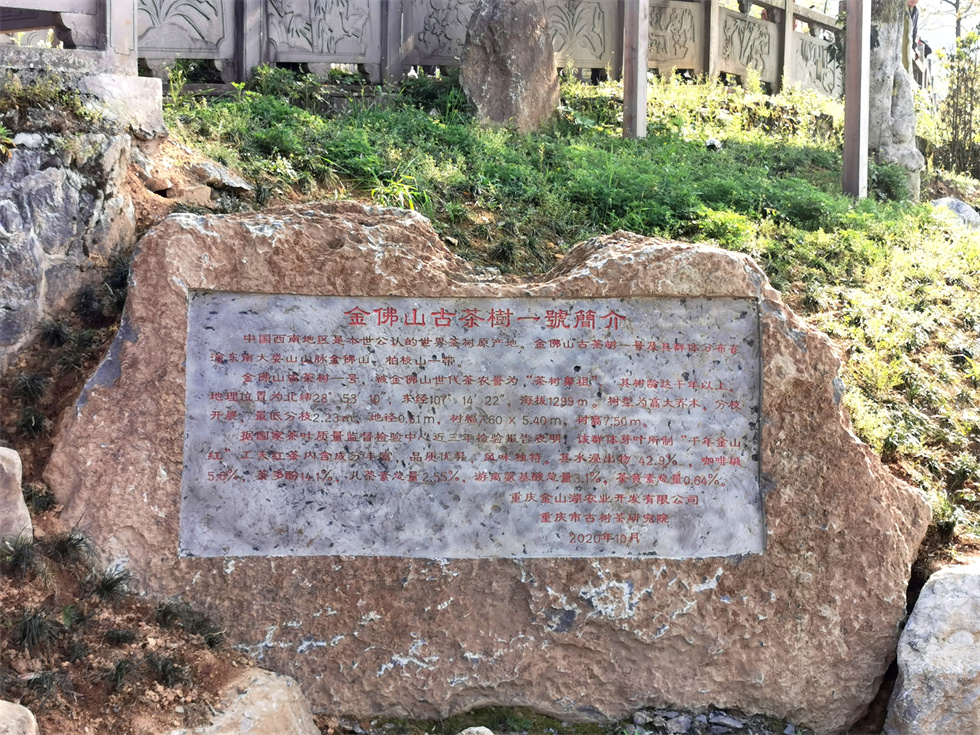 金佛山古茶樹一號簡介
中国西南地区是本世公认的世界茶树原产地。金佛山古茶树一号及其群体分布在
渝东南大娄山山脉金佛山、柏枝山一带。
金佛山古茶树一号，被金佛山世代茶农誉为“茶树鼻祖”，其树龄达千年以上。
地理位置为北纬28°53′10″，东经107°14′22″，海拔1299m。树型为高大乔木，分枝
开展，最低分枝2.23m，地径0.61m，树幅7.60×5.40m，树高7.50m。
据国家茶叶质量监督检验中心近三年检验报告表明，该群体芽叶所制“千年金山
红”工夫红茶内含成分丰富，品质优异，风味独特。其水浸出物42.9%，咖啡碱
茶多酚14.1%，儿茶素总量2.55%，游离氨基酸总量3.1%，茶黄素总量0.64%。
重庆金山湖农业开发有限公司
重庆市古树茶研究院
2020年10月